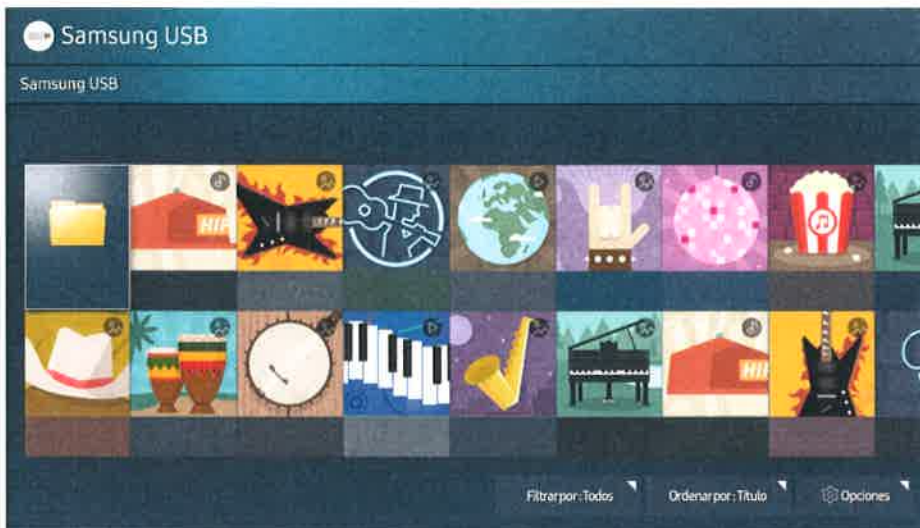 Samsung USB
Samsung USB
HIP
HIP
Filtrar por: Todos
Ordenar por: Título
Opciones